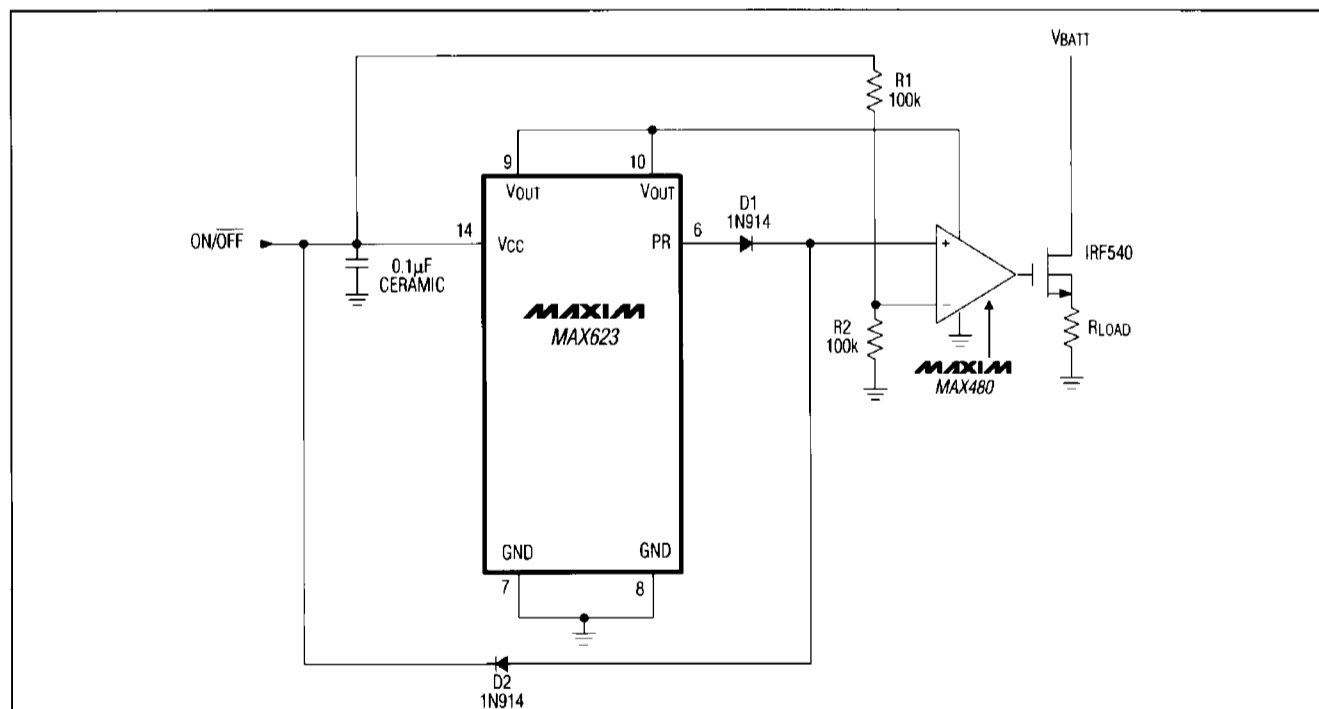 VBATT
R1
100k
9
10
VOUT
VOUT
D1
1N914
ON/OFF
14
VCC
PR
6
+
IRF540
0.1µF
CERAMIC
MAXIM
MAX623
−
R2
100k
RLOAD
MAXIM
MAX480
GND
GND
7
8
D2
1N914